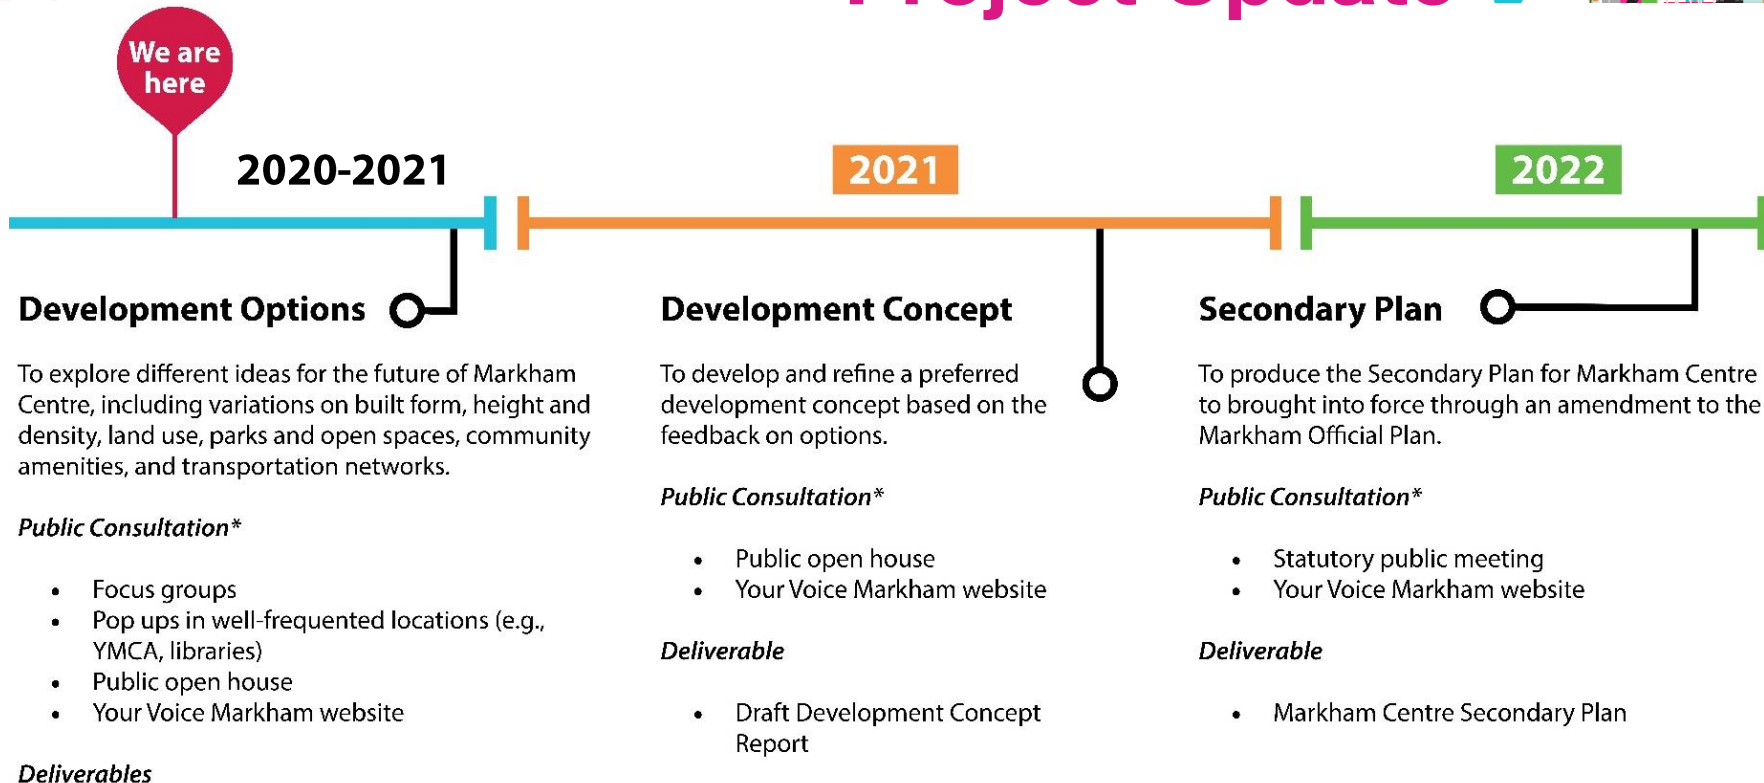 Project Update
We are
here
2020-2021
2021
2022
Development Options
To explore different ideas for the future of Markham
Centre, including variations on built form, height and
density, land use, parks and open spaces, community
amenities, and transportation networks.
Public Consultation*
• Focus groups
• Pop ups in well-frequented locations (e.g.,
YMCA, libraries)
• Public open house
• Your Voice Markham website
Deliverables
Development Concept
To develop and refine a preferred
development concept based on the
feedback on options.
Public Consultation*
• Public open house
• Your Voice Markham website
Deliverable
• Draft Development Concept
Report
Secondary Plan
To produce the Secondary Plan for Markham Centre
to brought into force through an amendment to the
Markham Official Plan.
Public Consultation*
• Statutory public meeting
• Your Voice Markham website
Deliverable
• Markham Centre Secondary Plan